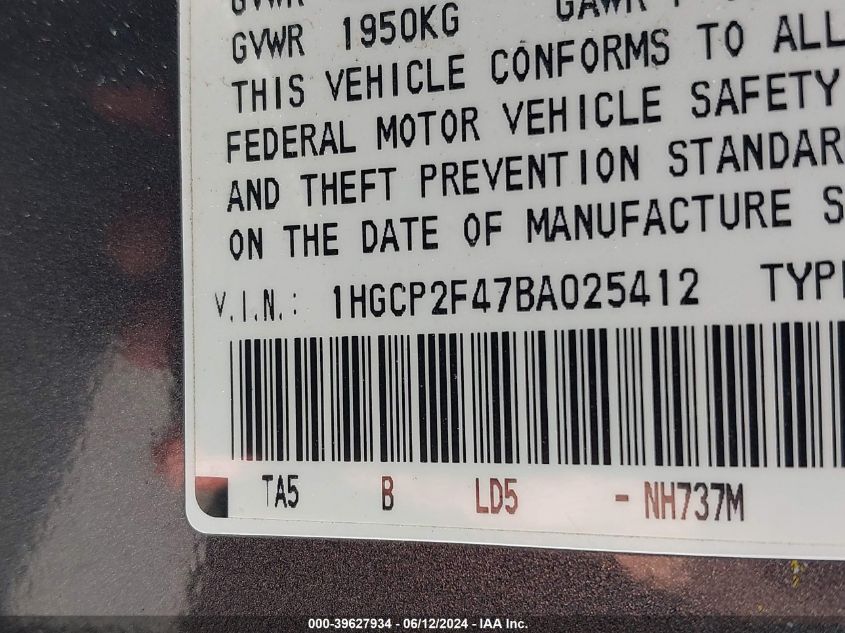 GVWR
GVWR 1950KG GAWR F
THIS VEHICLE CONFORMS TO ALL
FEDERAL MOTOR VEHICLE SAFETY
AND THEFT PREVENTION STANDAR
ON THE DATE OF MANUFACTURE S
V.I.N.: 1HGCP2F47BA025412 TYP
TA5 B LD5 - NH737M
000-39627934 / 06/12/2024 - IAA Inc.